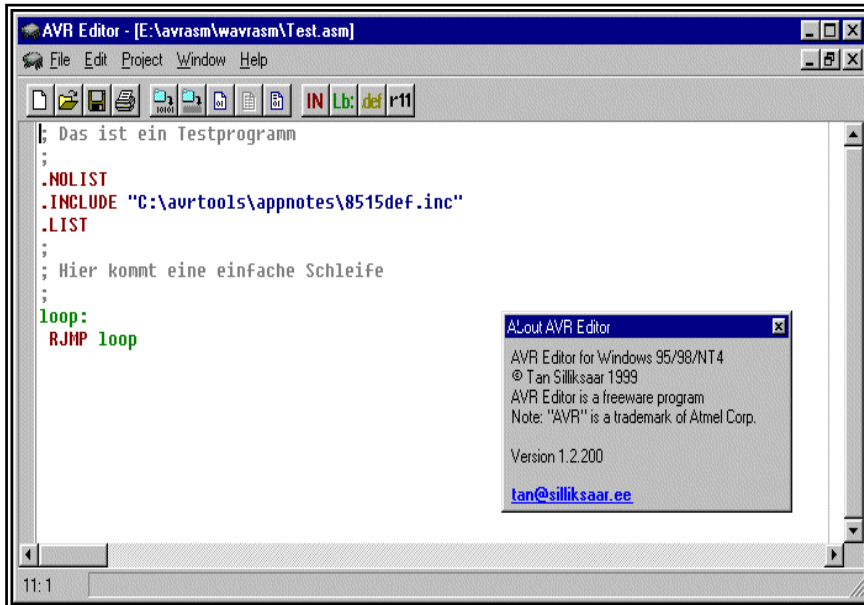 AVR Editor - [E:\avrasm\wavrasm\Test.asm]
File Edit Project Window Help
IN Lb: .def r11
; Das ist ein Testprogramm
;
.NOLIST
.INCLUDE "C:\avrtools\appnotes\8515def.inc"
.LIST
;
; Hier kommt eine einfache Schleife
;
loop:
RJMP loop
About AVR Editor
AVR Editor for Windows 95/98/NT4
© Tan Silliksaar 1999
AVR Editor is a freeware program
Note: "AVR" is a trademark of Atmel Corp.
Version 1.2.200
tan@silliksaar.ee
11: 1